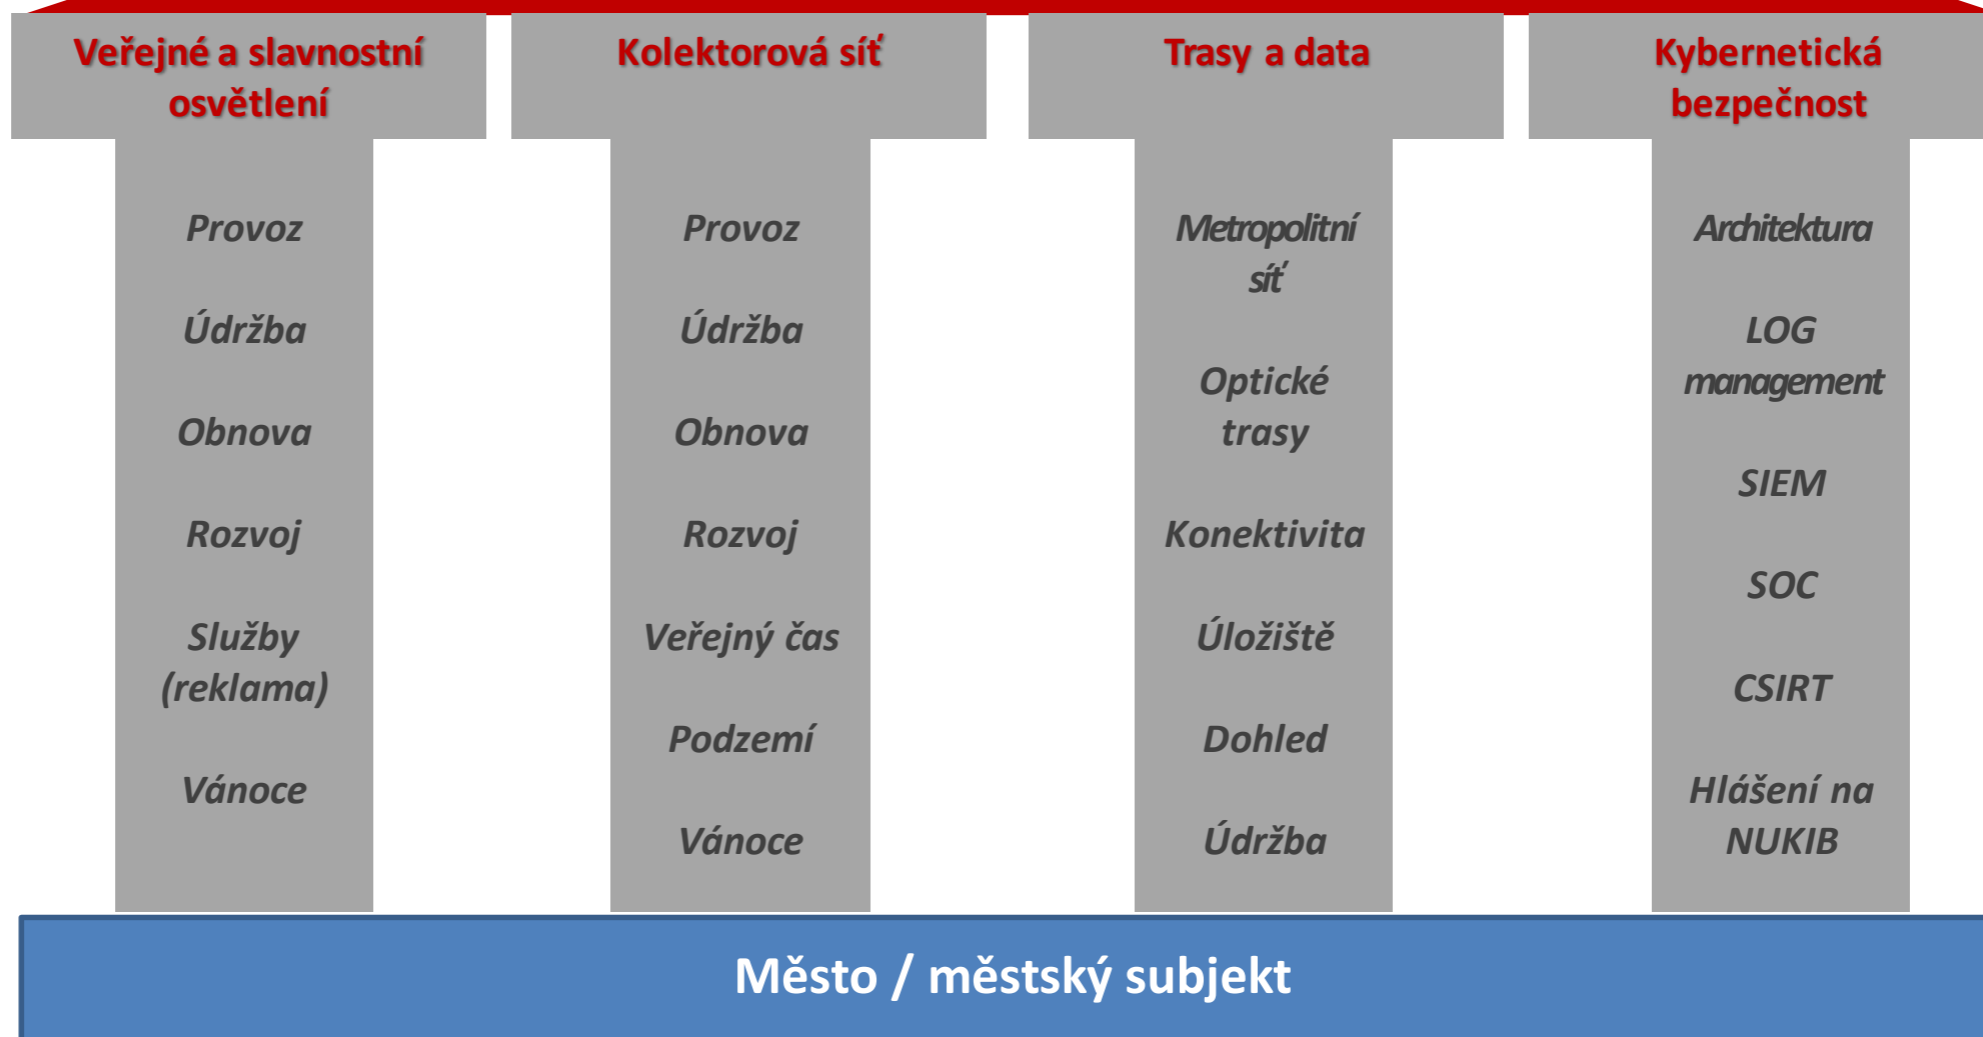 Veřejné a slavnostní
osvětlení
Provoz
Údržba
Obnova
Rozvoj
Služby
(reklama)
Vánoce
Kolektorová síť
Provoz
Údržba
Obnova
Rozvoj
Veřejný čas
Podzemí
Vánoce
Trasy a data
Metropolitní
síť
Optické
trasy
Konektivita
Úložiště
Dohled
Údržba
Kybernetická
bezpečnost
Architektura
LOG
management
SIEM
SOC
CSIRT
Hlášení na
NUKIB
Město / městský subjekt